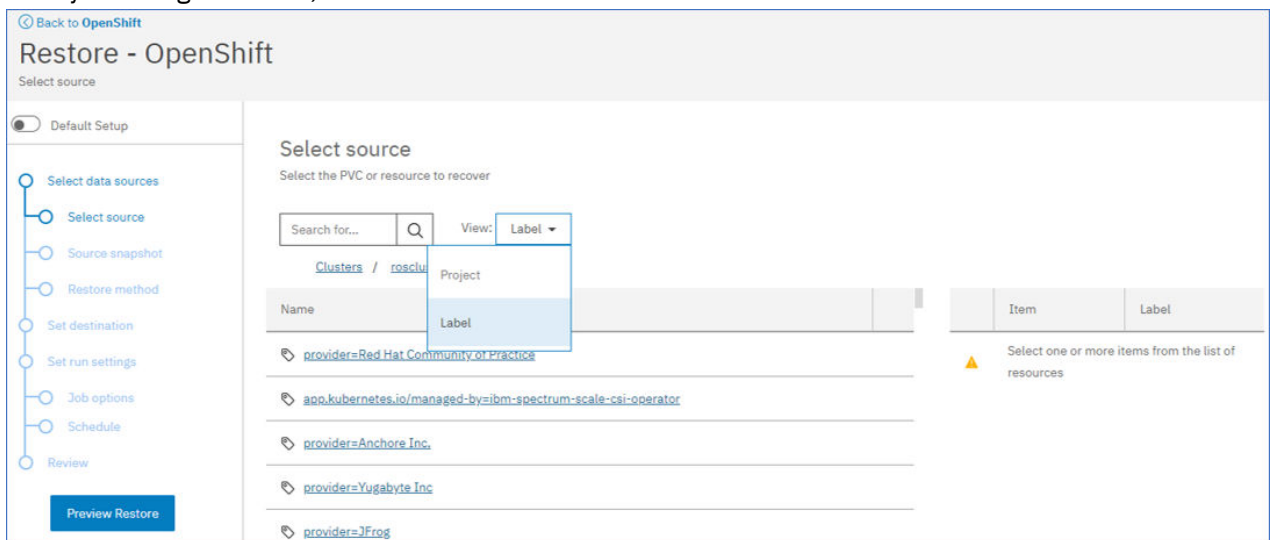 Back to OpenShift
Restore - OpenShift
Select source
Default Setup
Select data sources
Select source
Source snapshot
Restore method
Set destination
Set run settings
Job options
Schedule
Review
Preview Restore
Select source
Select the PVC or resource to recover
Search for... View: Label
Project
Label
Clusters / rosclu
Name
provider=Red Hat Community of Practice
app.kubernetes.io/managed-by=ibm-spectrum-scale-csi-operator
provider=Anchore Inc.
provider=Yugabyte Inc
provider=JFrog
Item Label
Select one or more items from the list of
resources